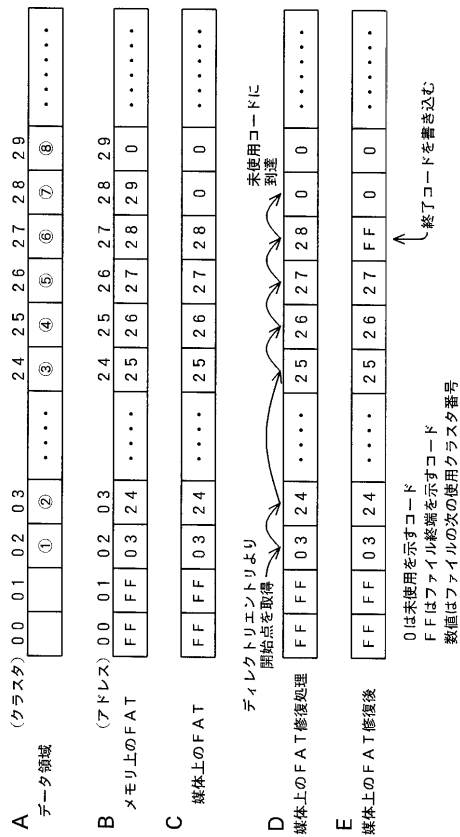 A (クラスタ) 00 01 02 03 24 25 26 27 28 29
データ領域 ① ② ・・・・ ③ ④ ⑤ ⑥ ⑦ ⑧ ・・・・・・
B (アドレス) 00 01 02 03 24 25 26 27 28 29
メモリ上のFAT FF FF 03 24 ・・・・ 25 26 27 28 29 0 ・・・・・・
C 媒体上のFAT FF FF 03 24 ・・・・ 25 26 27 28 0 0 ・・・・・・
ディレクトリエントリより
開始点を取得
未使用コードに
到達
D 媒体上のFAT修復処理 FF FF 03 24 ・・・・ 25 26 27 28 0 0 ・・・・・・
E 媒体上のFAT修復後 FF FF 03 24 ・・・・ 25 26 27 FF 0 0 ・・・・・・
終了コードを書き込む
0は未使用を示すコード
FFはファイル終端を示すコード
数値はファイルの次の使用クラスタ番号